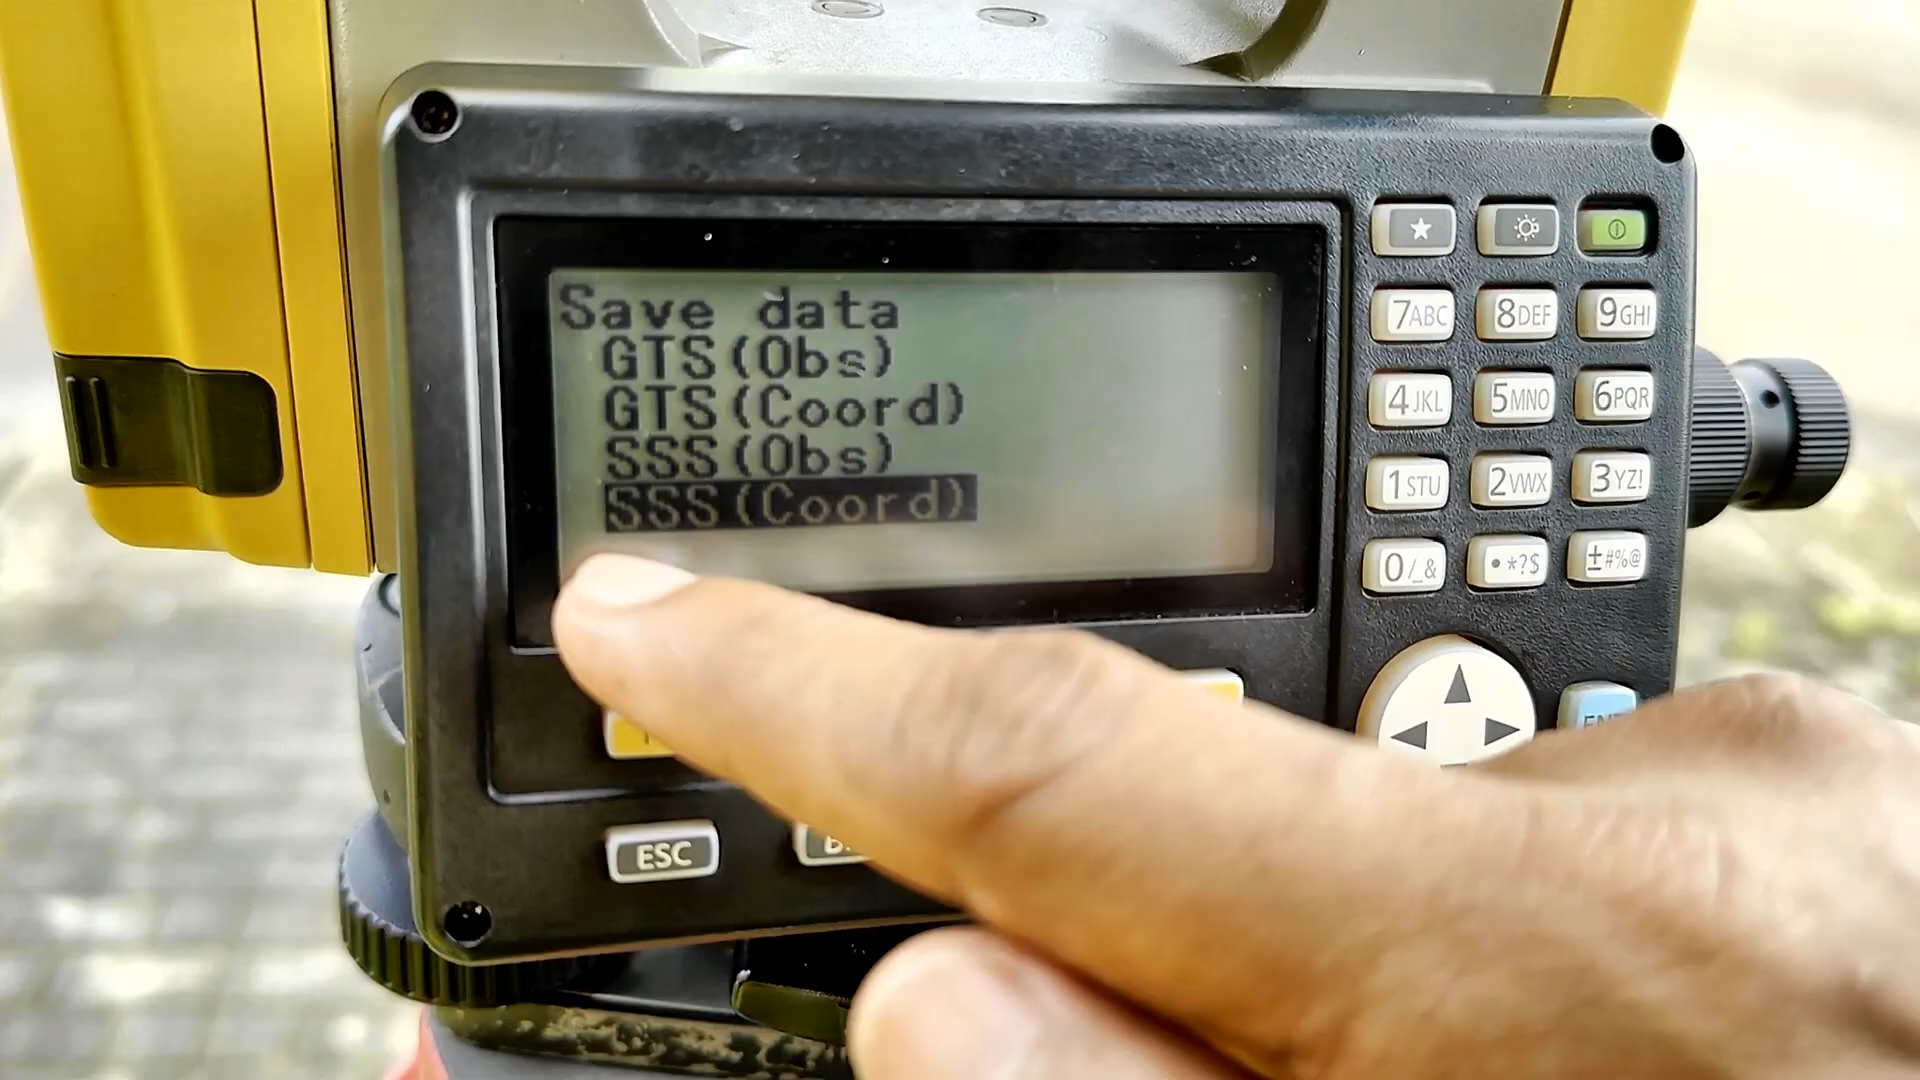 Save data
GTS(Obs)
GTS(Coord)
SSS(Obs)
SSS(Coord)
7ABC 8DEF 9GHI
4JKL 5MNO 6PQR
1STU 2VWX 3YZ!
0/_& •*?$ ±#%@
ESC